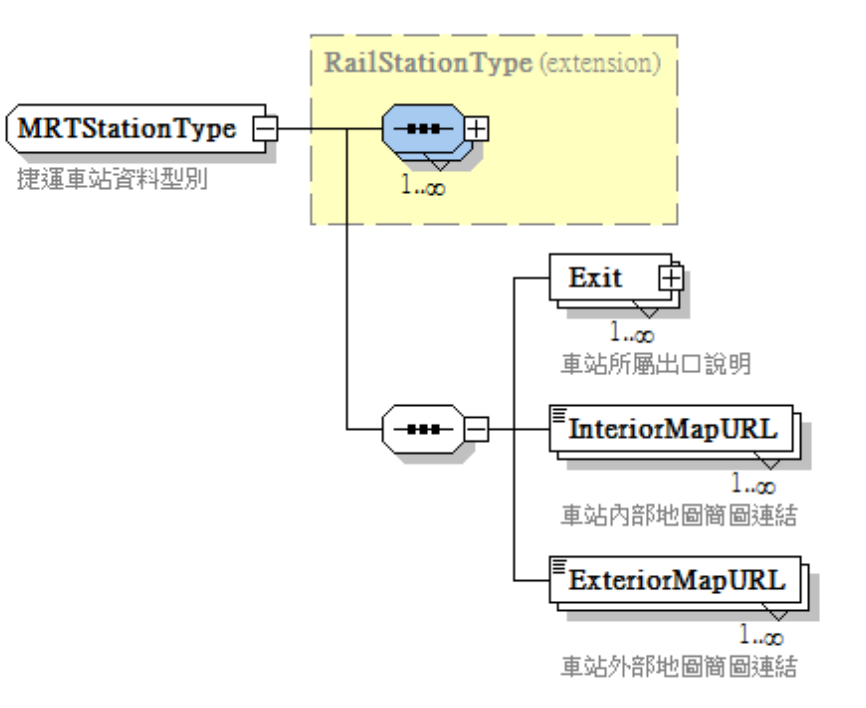 RailStationType (extension)
MRTStationType
捷運車站資料型別
1..∞
Exit
1..∞
車站所屬出口說明
InteriorMapURL
1..∞
車站內部地圖簡圖連結
ExteriorMapURL
1..∞
車站外部地圖簡圖連結